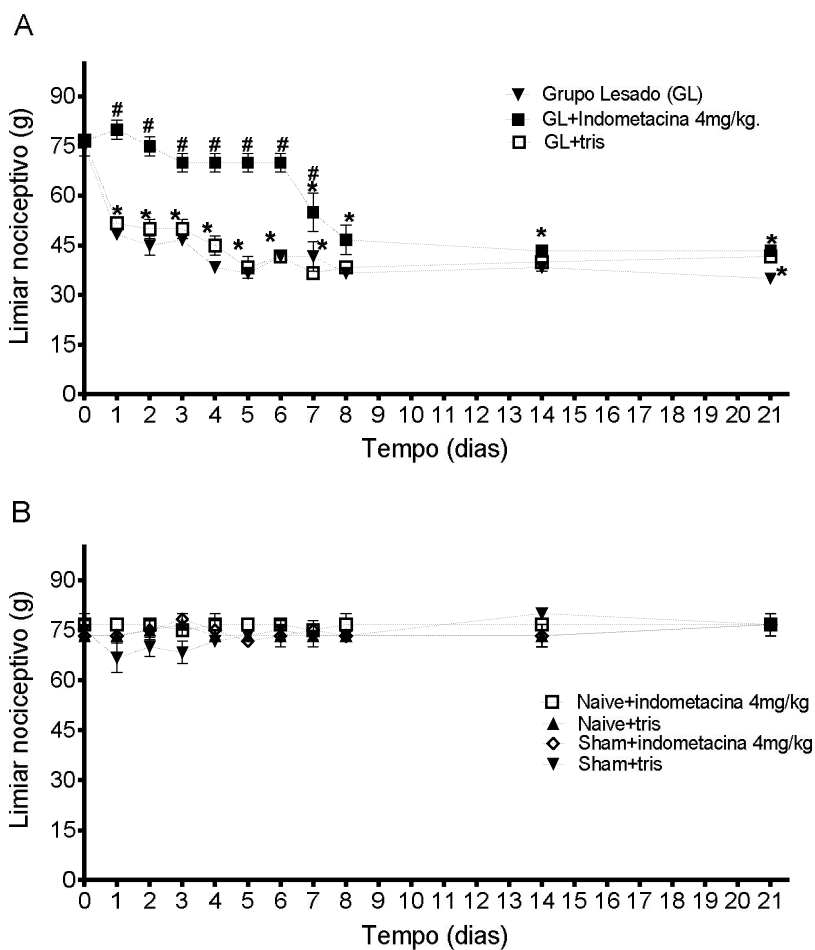 A
Limiar nociceptivo (g)
90
75
60
45
30
15
0
# # # # # # #
* * * * * * * * * * * *
Grupo Lesado (GL)
GL+Indometacina 4mg/kg.
GL+tris
0 1 2 3 4 5 6 7 8 9 10 11 12 13 14 15 16 17 18 19 20 21
Tempo (dias)
B
Limiar nociceptivo (g)
90
75
60
45
30
15
0
Naive+indometacina 4mg/kg
Naive+tris
Sham+indometacina 4mg/kg
Sham+tris
0 1 2 3 4 5 6 7 8 9 10 11 12 13 14 15 16 17 18 19 20 21
Tempo (dias)